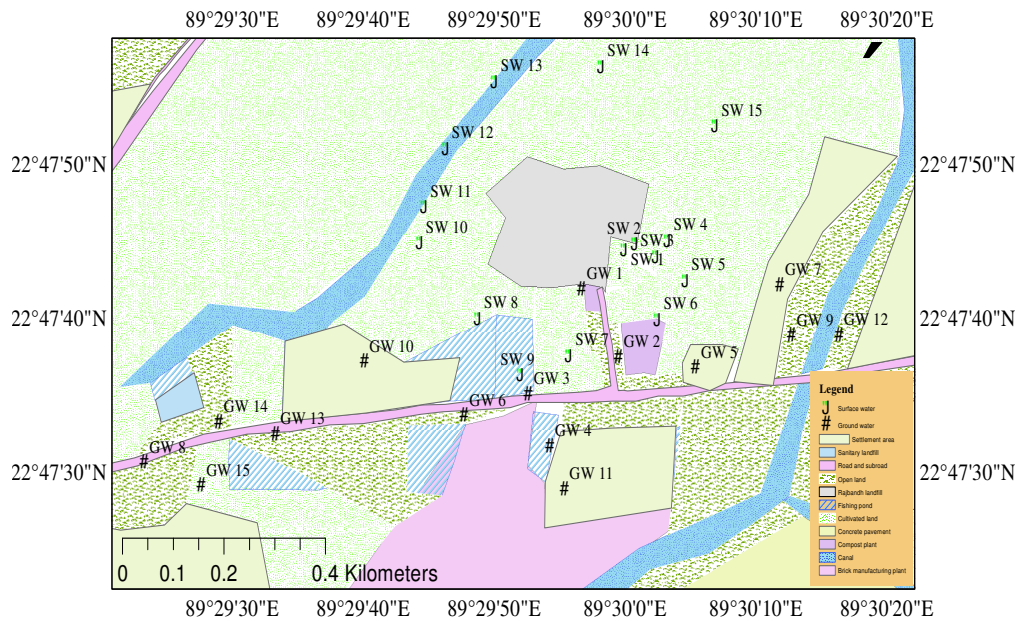 89°29'30"E 89°29'40"E 89°29'50"E 89°30'0"E 89°30'10"E 89°30'20"E
SW 14
SW 13
SW 15
SW 12
22°47'50"N 22°47'50"N
SW 11
SW 10
SW 2 SW 4
SW 3
SW 1
SW 5
GW 1 GW 7
SW 8 SW 6
22°47'40"N 22°47'40"N
GW 9 GW 12
GW 10 SW 7 GW 2 GW 5
SW 9
GW 3
GW 6
GW 14
GW 13
GW 4
GW 8
GW 15 GW 11
22°47'30"N 22°47'30"N
Legend
Surface water
Ground water
Settlement area
Sanitary landfill
Road and subroad
Open land
Rajbandh landfill
Fishing pond
Cultivated land
Concrete pavement
Compost plant
Canal
Brick manufacturing plant
0 0.1 0.2 0.4 Kilometers
89°29'30"E 89°29'40"E 89°29'50"E 89°30'0"E 89°30'10"E 89°30'20"E